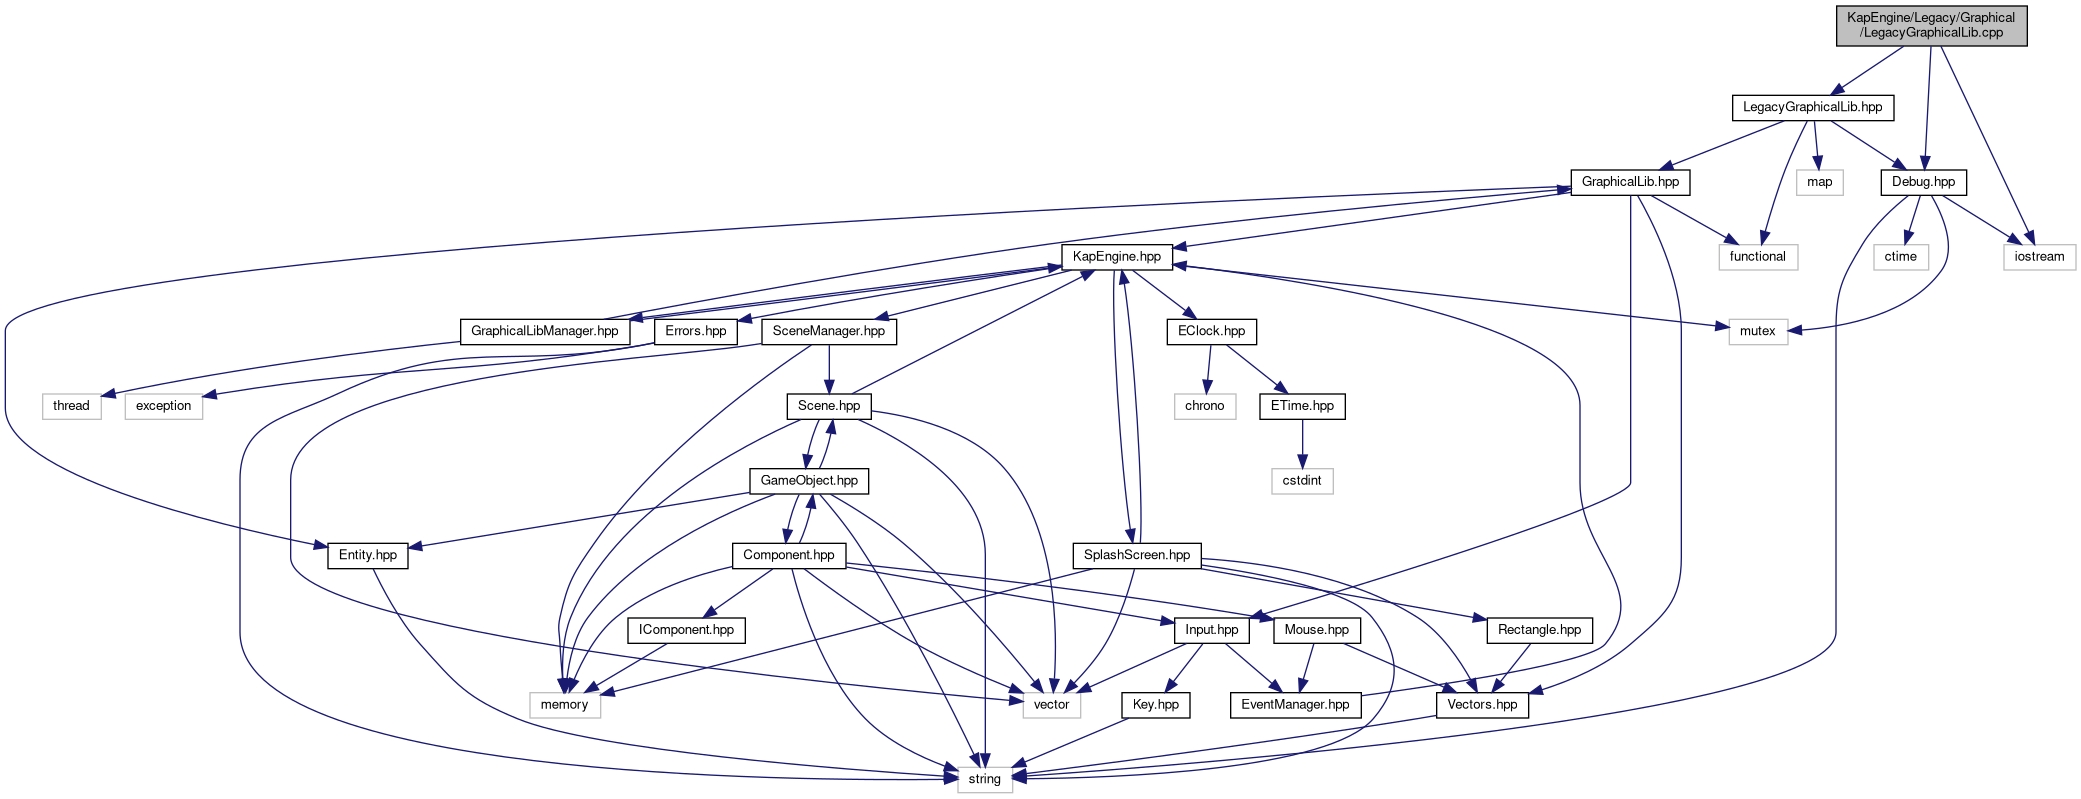 KapEngine/Legacy/Graphical
/LegacyGraphicalLib.cpp
LegacyGraphicalLib.hpp
GraphicalLib.hpp
map
Debug.hpp
KapEngine.hpp
functional
ctime
iostream
GraphicalLibManager.hpp
Errors.hpp
SceneManager.hpp
EClock.hpp
mutex
thread
exception
Scene.hpp
chrono
ETime.hpp
GameObject.hpp
cstdint
Entity.hpp
Component.hpp
SplashScreen.hpp
IComponent.hpp
Input.hpp
Mouse.hpp
Rectangle.hpp
memory
vector
Key.hpp
EventManager.hpp
Vectors.hpp
string